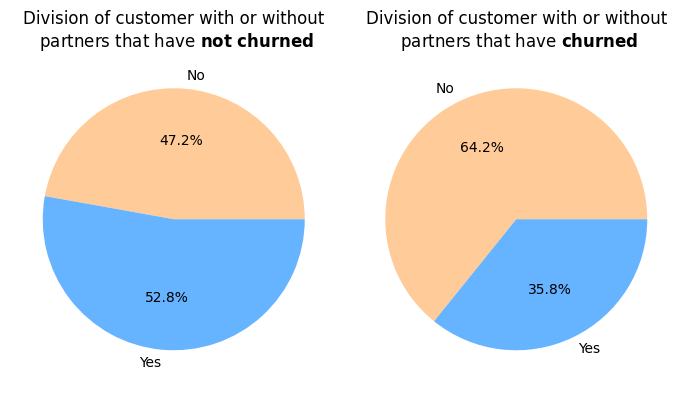 Division of customer with or without
partners that have not churned
No
47.2%
52.8%
Yes
Division of customer with or without
partners that have churned
No
64.2%
35.8%
Yes